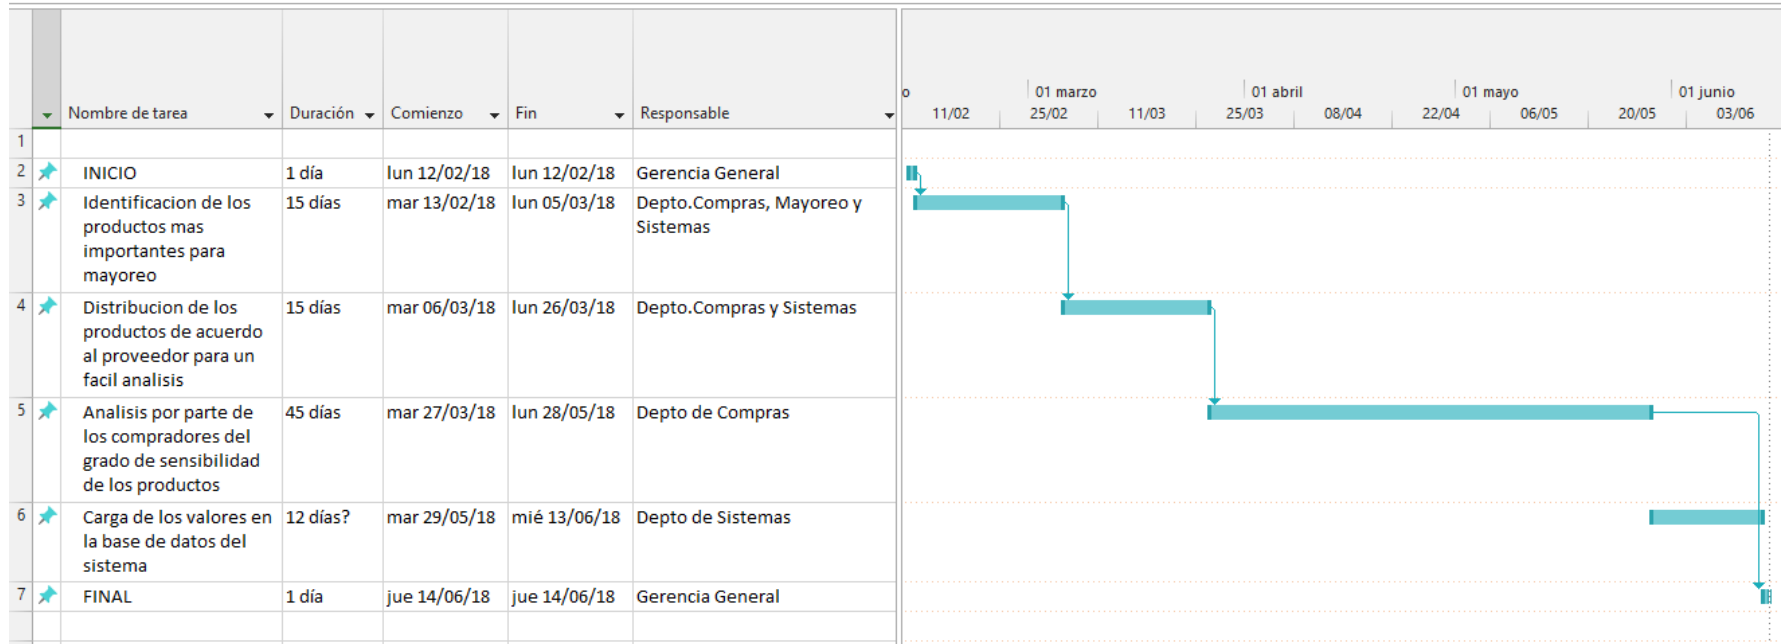 o 01 marzo 01 abril 01 mayo 01 junio
Nombre de tarea Duración Comienzo Fin Responsable 11/02 25/02 11/03 25/03 08/04 22/04 06/05 20/05 03/06
1
2 INICIO 1 día lun 12/02/18 lun 12/02/18 Gerencia General
3 Identificacion de los 15 días mar 13/02/18 lun 05/03/18 Depto.Compras, Mayoreo y
productos mas Sistemas
importantes para
mayoreo
4 Distribucion de los 15 días mar 06/03/18 lun 26/03/18 Depto.Compras y Sistemas
productos de acuerdo
al proveedor para un
facil analisis
5 Analisis por parte de 45 días mar 27/03/18 lun 28/05/18 Depto de Compras
los compradores del
grado de sensibilidad
de los productos
6 Carga de los valores en 12 días? mar 29/05/18 mié 13/06/18 Depto de Sistemas
la base de datos del
sistema
7 FINAL 1 día jue 14/06/18 jue 14/06/18 Gerencia General